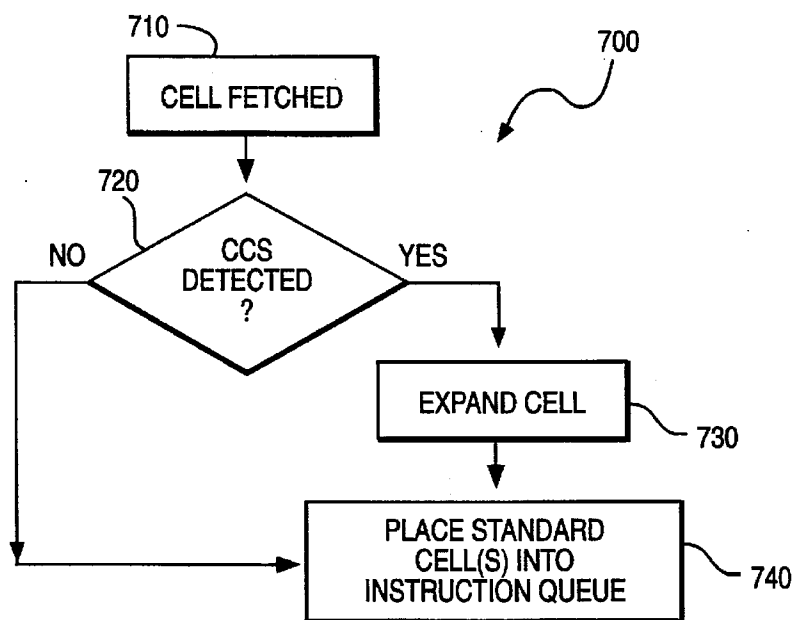 710
700
CELL FETCHED
720
NO
CCS
DETECTED
?
YES
EXPAND CELL
730
PLACE STANDARD
CELL(S) INTO
INSTRUCTION QUEUE
740